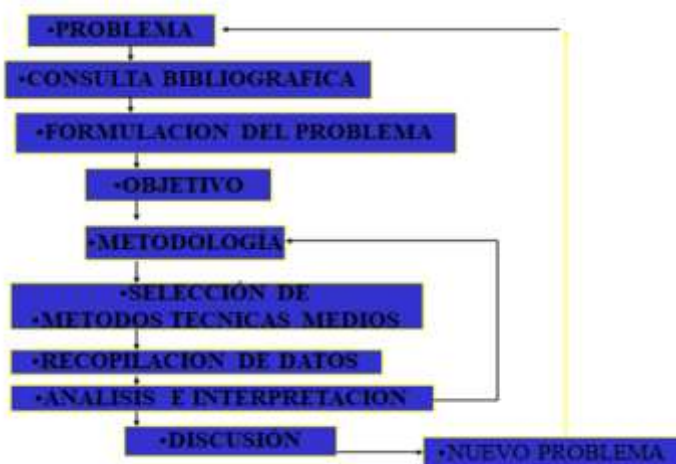 •PROBLEMA
•CONSULTA BIBLIOGRAFICA
•FORMULACION DEL PROBLEMA
•OBJETIVO
•METODOLOGÍA
•SELECCIÓN DE
•METODOS TECNICAS MEDIOS
•RECOPILACION DE DATOS
•ANALISIS E INTERPRETACION
•DISCUSIÓN
•NUEVO PROBLEMA